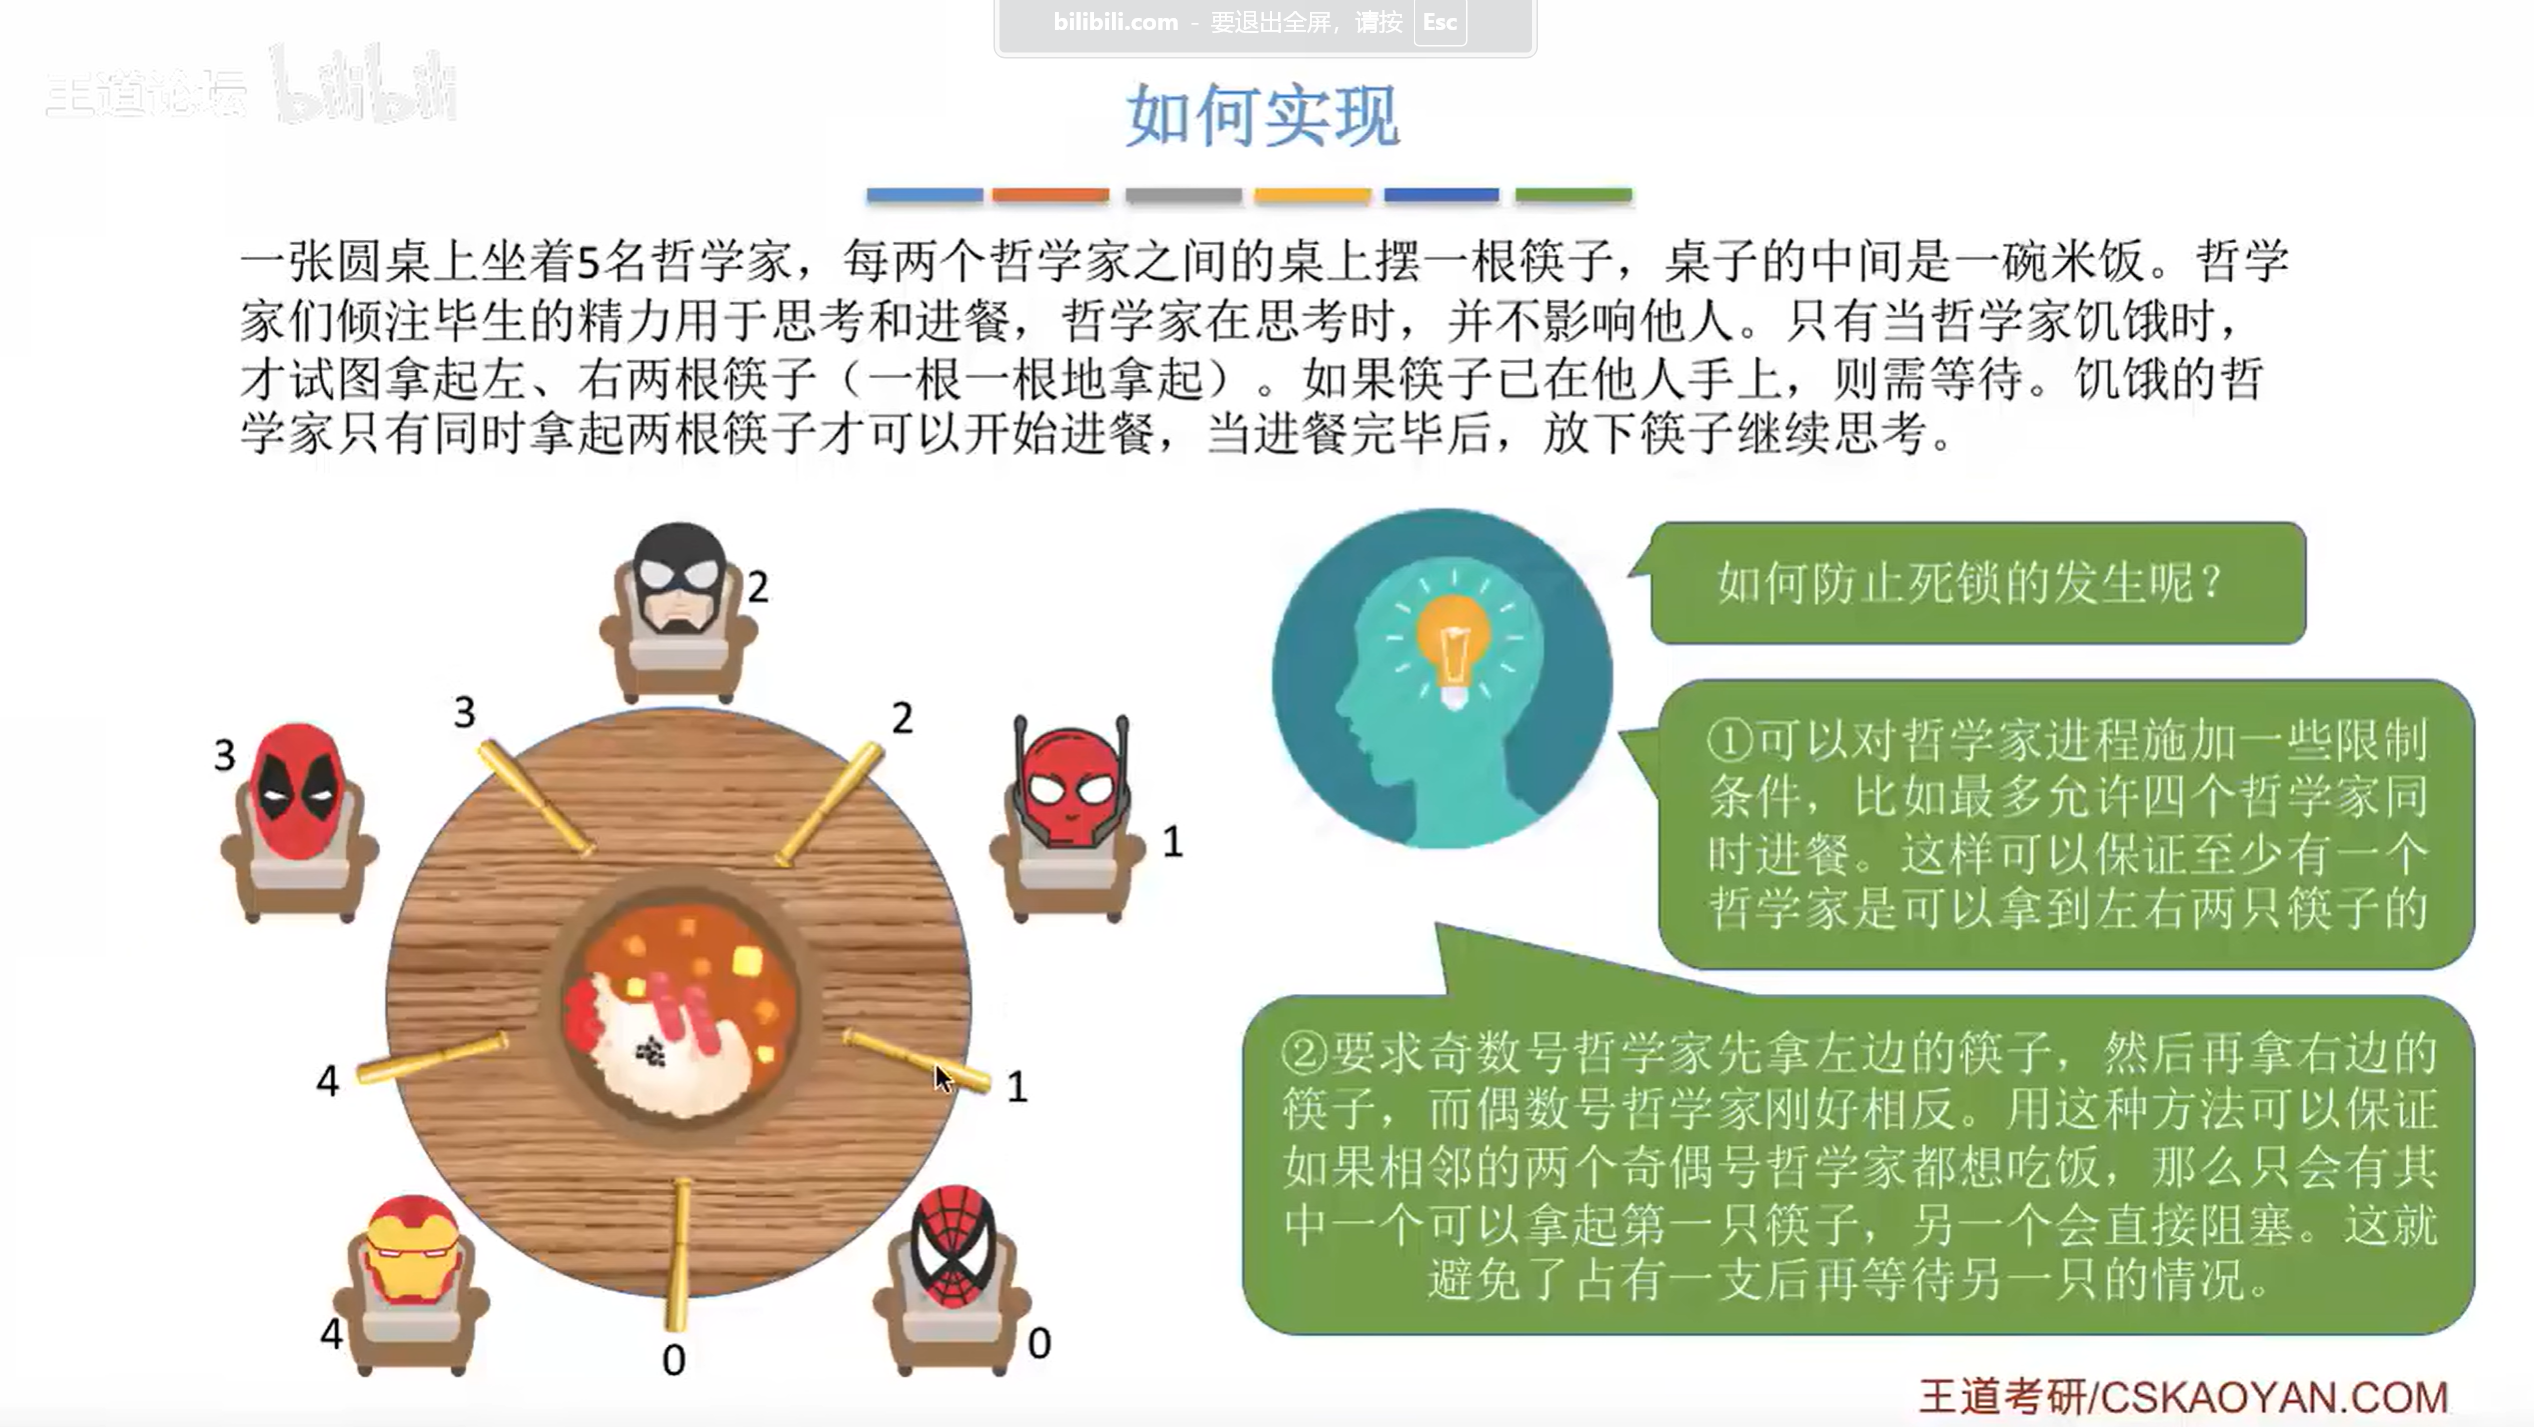 bilibili.com - 要退出全屏，请按 Esc
王道论坛 bilibili
如何实现
一张圆桌上坐着5名哲学家，每两个哲学家之间的桌上摆一根筷子，桌子的中间是一碗米饭。哲学
家们倾注毕生的精力用于思考和进餐，哲学家在思考时，并不影响他人。只有当哲学家饥饿时，
才试图拿起左、右两根筷子（一根一根地拿起）。如果筷子已在他人手上，则需等待。饥饿的哲
学家只有同时拿起两根筷子才可以开始进餐，当进餐完毕后，放下筷子继续思考。
2
3
2
3
1
4
1
4
0
0
如何防止死锁的发生呢？
①可以对哲学家进程施加一些限制
条件，比如最多允许四个哲学家同
时进餐。这样可以保证至少有一个
哲学家是可以拿到左右两只筷子的
②要求奇数号哲学家先拿左边的筷子，然后再拿右边的
筷子，而偶数号哲学家刚好相反。用这种方法可以保证
如果相邻的两个奇偶号哲学家都想吃饭，那么只会有其
中一个可以拿起第一只筷子，另一个会直接阻塞。这就
避免了占有一支后再等待另一只的情况。
王道考研/CSKAOYAN.COM